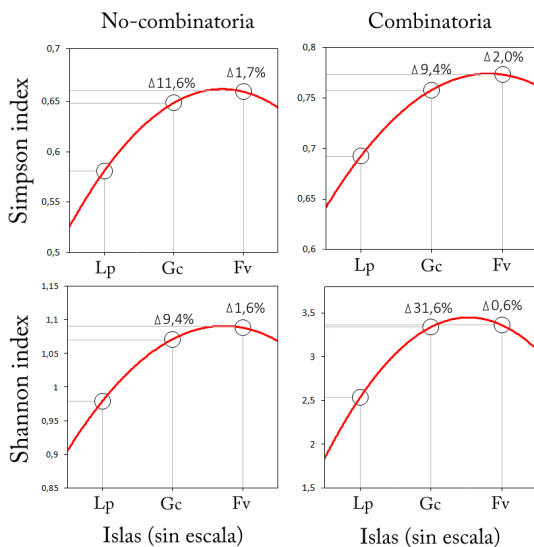 No-combinatoria
Combinatoria
Simpson index
0,7
0,65
0,6
0,55
0,5
Δ11,6%
Δ1,7%
Lp
Gc
Fv
0,8
0,75
0,7
0,65
0,6
Δ9,4%
Δ2,0%
Lp
Gc
Fv
Shannon index
1,15
1,1
1,05
1
0,95
0,9
0,85
Δ9,4%
Δ1,6%
Lp
Gc
Fv
Islas (sin escala)
3,5
3
2,5
2
1,5
Δ31,6%
Δ0,6%
Lp
Gc
Fv
Islas (sin escala)